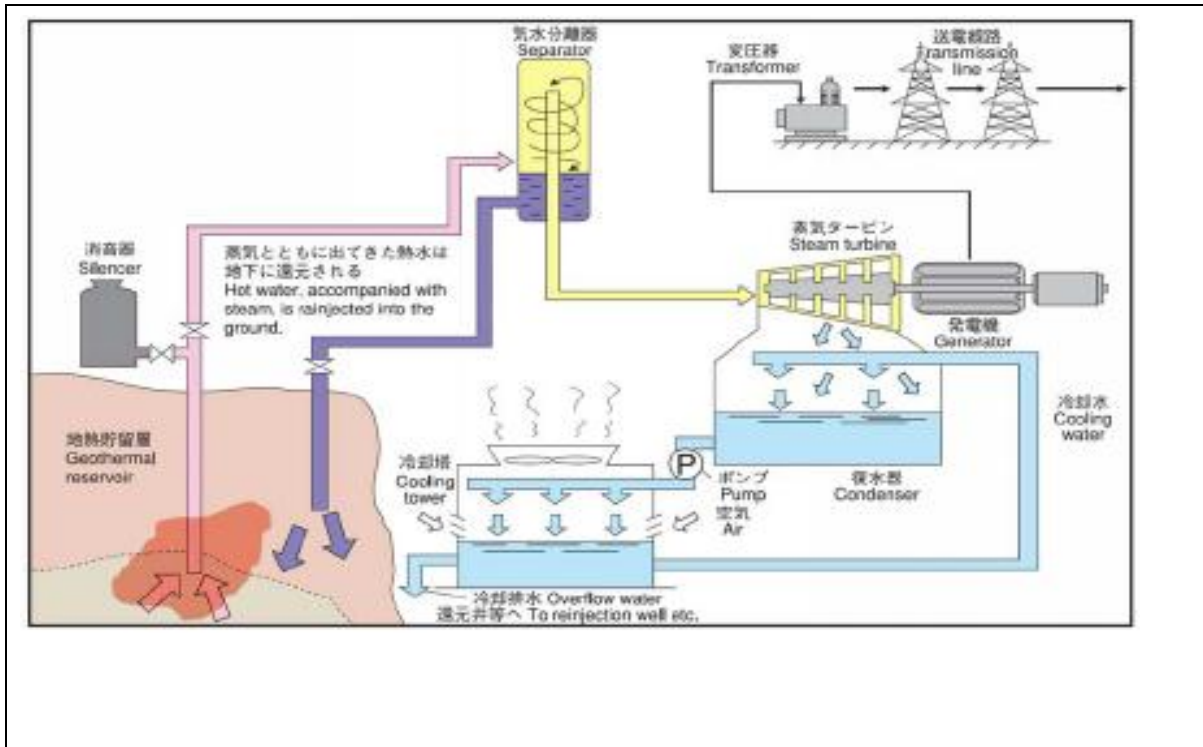 気水分離器
Separator
変圧器
Transformer
送電線路
Transmission
line
消音器
Silencer
蒸気とともに出てきた熱水は
地下に還元される
Hot water, accompanied with
steam, is rainjected into the
ground.
蒸気タービン
Steam turbine
発電機
Generator
地熱貯留層
Geothermal
reservoir
冷却塔
Cooling
tower
P
ポンプ
Pump
空気
Air
復水器
Condenser
冷却水
Cooling
water
冷却排水 Overflow water
還元井等へ To reinjection well etc.